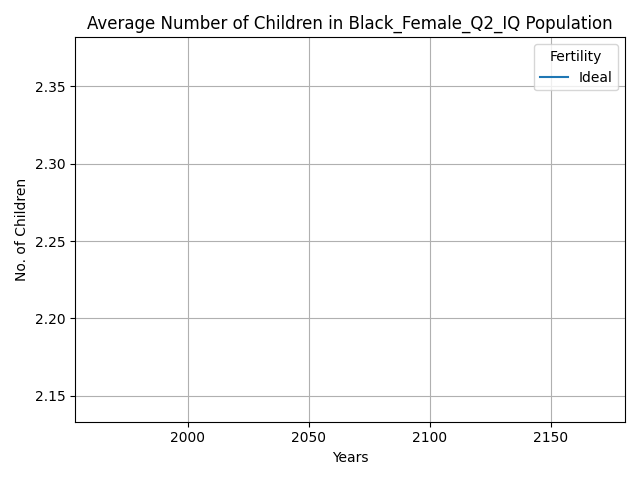 Average Number of Children in Black_Female_Q2_IQ Population
Fertility
Ideal
2.35
2.30
2.25
2.20
2.15
No. of Children
2000
2050
2100
2150
Years